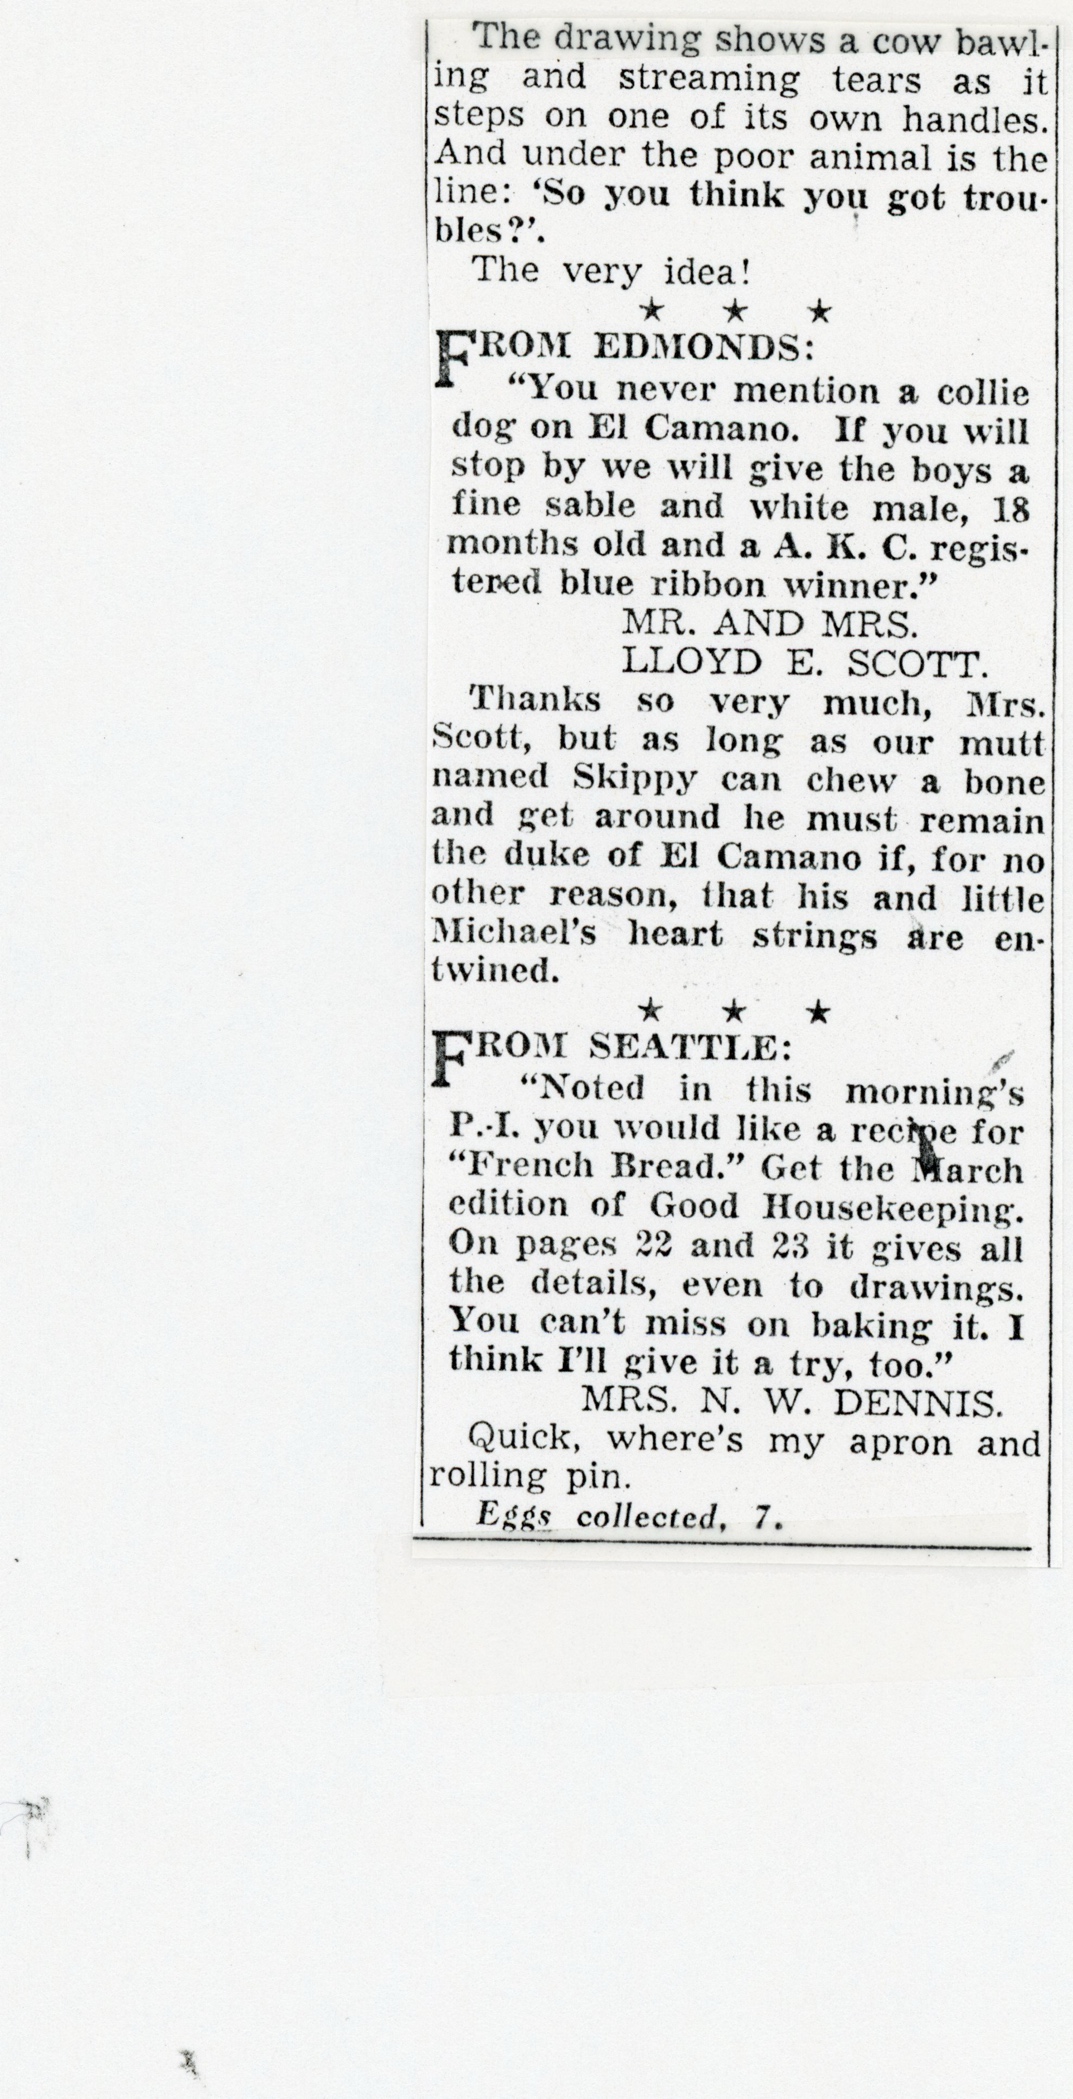 The drawing shows a cow bawl-
ing and streaming tears as it
steps on one of its own handles.
And under the poor animal is the
line: ‘So you think you got trou-
bles?’.
The very idea!
★ ★ ★
FROM EDMONDS:
“You never mention a collie
dog on El Camano. If you will
stop by we will give the boys a
fine sable and white male, 18
months old and a A. K. C. regis-
tered blue ribbon winner.”
MR. AND MRS.
LLOYD E. SCOTT.
Thanks so very much, Mrs.
Scott, but as long as our mutt
named Skippy can chew a bone
and get around he must remain
the duke of El Camano if, for no
other reason, that his and little
Michael’s heart strings are en-
twined.
★ ★ ★
FROM SEATTLE:
“Noted in this morning’s
P.-I. you would like a recipe for
“French Bread.” Get the March
edition of Good Housekeeping.
On pages 22 and 23 it gives all
the details, even to drawings.
You can’t miss on baking it. I
think I’ll give it a try, too.”
MRS. N. W. DENNIS.
Quick, where’s my apron and
rolling pin.
Eggs collected, 7.